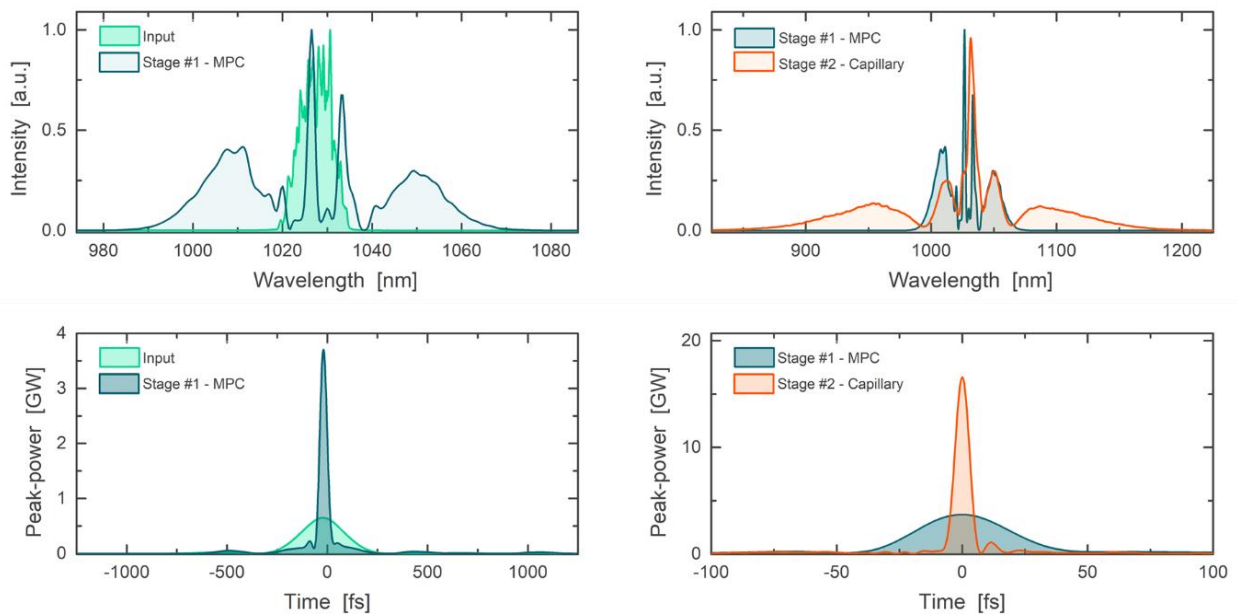 Intensity [a.u.]
1.0
0.5
0.0
Input
Stage #1 - MPC
980
1000
1020
1040
1060
1080
Wavelength [nm]
Intensity [a.u.]
1.0
0.5
0.0
Stage #1 - MPC
Stage #2 - Capillary
900
1000
1100
1200
Wavelength [nm]
Peak-power [GW]
4
3
2
1
0
Input
Stage #1 - MPC
-1000
-500
0
500
1000
Time [fs]
Peak-power [GW]
20
10
0
Stage #1 - MPC
Stage #2 - Capillary
-100
-50
0
50
100
Time [fs]